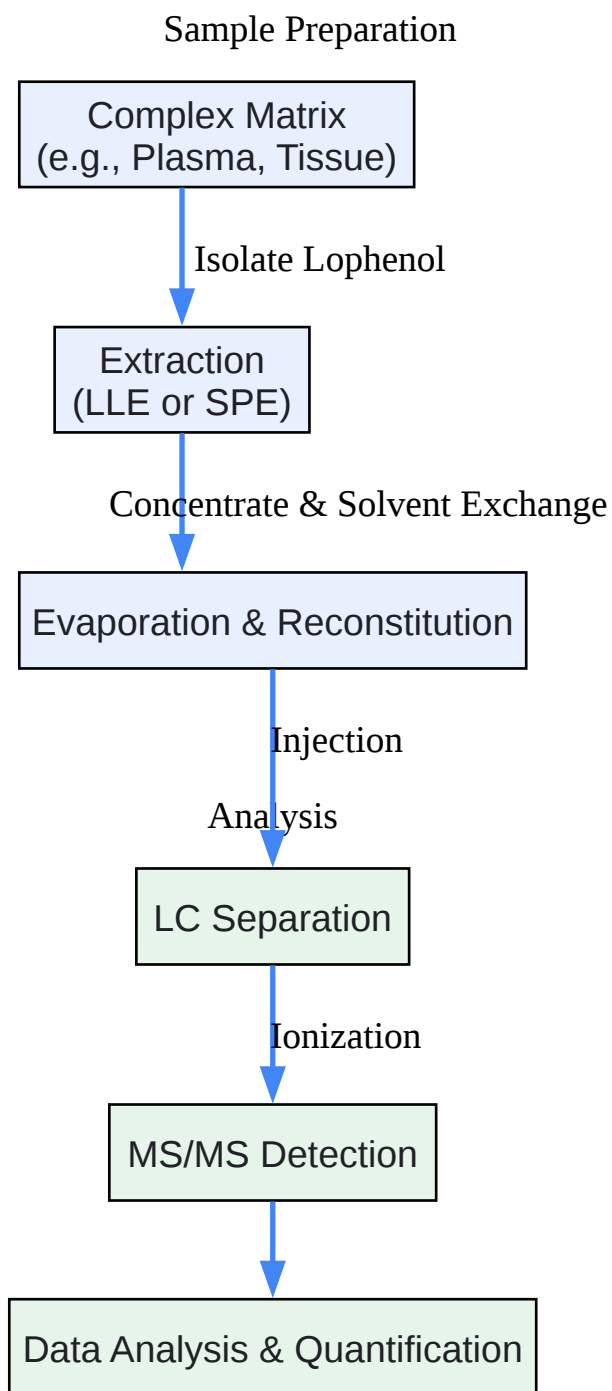 Sample Preparation
Complex Matrix
(e.g., Plasma, Tissue)
Isolate Lophenol
Extraction
(LLE or SPE)
Concentrate & Solvent Exchange
Evaporation & Reconstitution
Injection
Analysis
LC Separation
Ionization
MS/MS Detection
Data Analysis & Quantification